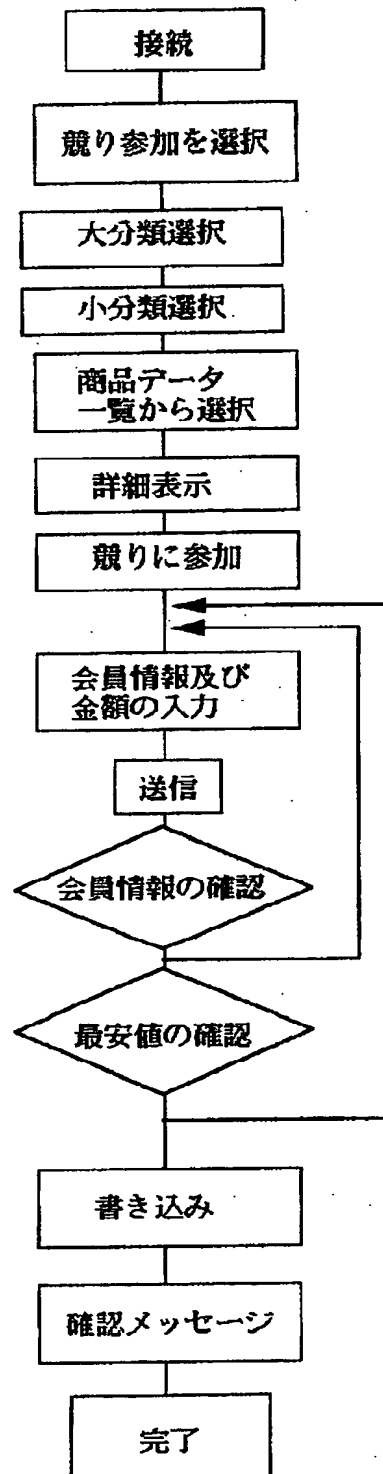 接続
競り参加を選択
大分類選択
小分類選択
商品データ
一覧から選択
詳細表示
競りに参加
会員情報及び
金額の入力
送信
会員情報の確認
最安値の確認
書き込み
確認メッセージ
完了